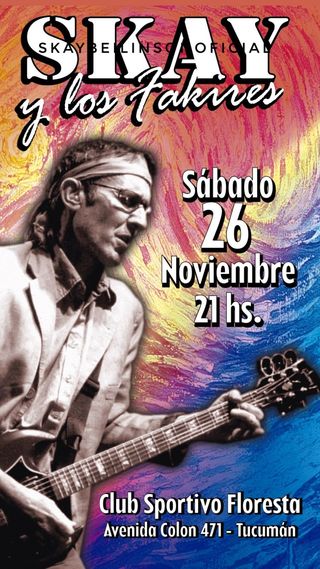 SKAY
SKAYBEILINSONOFICIAL
y los Fakires
Sábado
26
Noviembre
21 hs.
Club Sportivo Floresta
Avenida Colon 471 - Tucumán